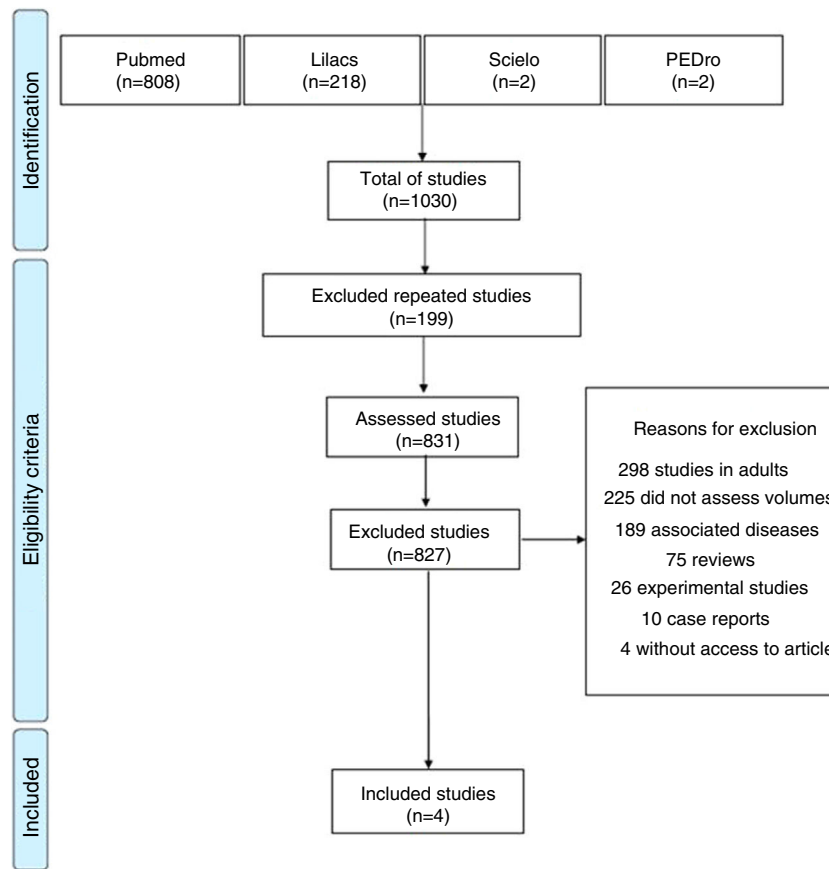 Identification
Pubmed
(n=808)
Lilacs
(n=218)
Scielo
(n=2)
PEDro
(n=2)
Total of studies
(n=1030)
Eligibility criteria
Excluded repeated studies
(n=199)
Assessed studies
(n=831)
Excluded studies
(n=827)
Reasons for exclusion
298 studies in adults
225 did not assess volumes
189 associated diseases
75 reviews
26 experimental studies
10 case reports
4 without access to article
Included
Included studies
(n=4)